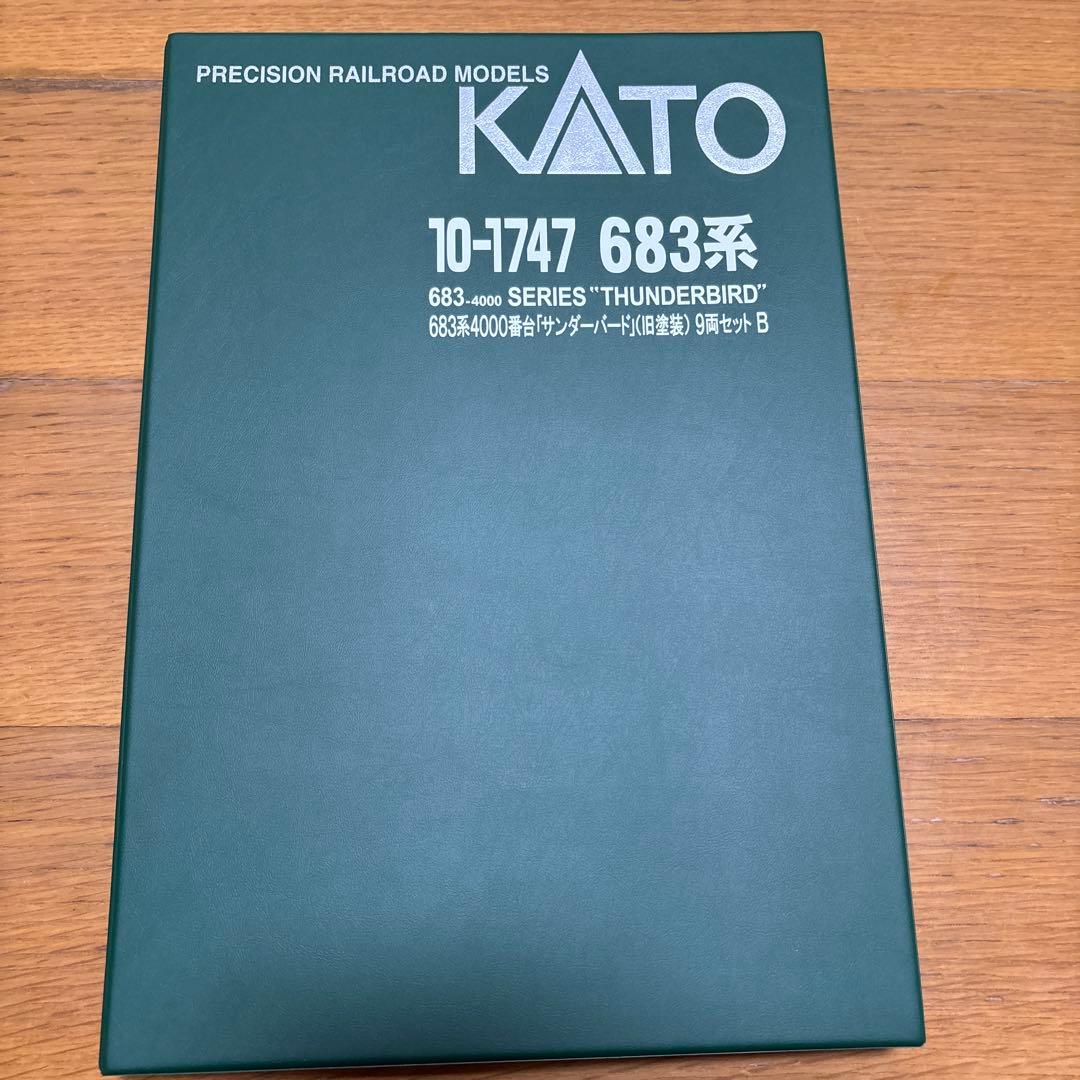 PRECISION RAILROAD MODELS
KATO
10-1747 683系
683-4000 SERIES "THUNDERBIRD"
683系4000番台「サンダーバード」(旧塗装) 9両セット B